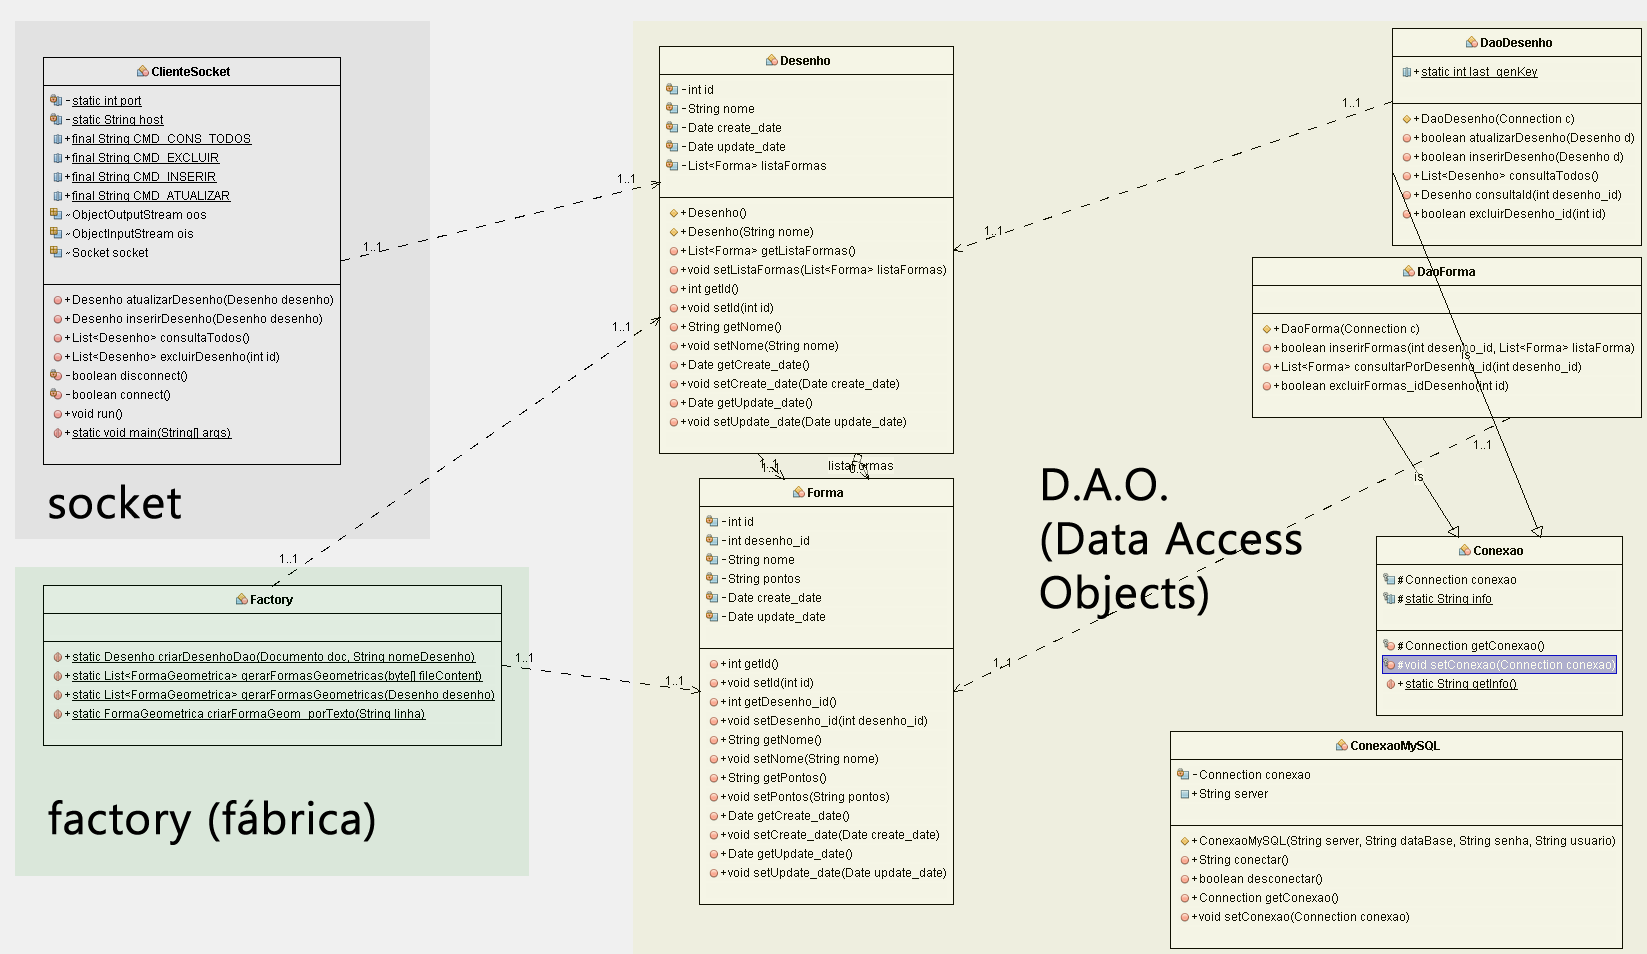 ClienteSocket
- static int port
- static String host
+ final String CMD_CONS_TODOS
+ final String CMD_EXCLUIR
+ final String CMD_INSERIR
+ final String CMD_ATUALIZAR
~ ObjectOutputStream oos
~ ObjectInputStream ois
~ Socket socket
+ Desenho atualizarDesenho(Desenho desenho)
+ Desenho inserirDesenho(Desenho desenho)
+ List<Desenho> consultaTodos()
+ List<Desenho> excluirDesenho(int id)
- boolean disconnect()
- boolean connect()
+ void run()
+ static void main(String[] args)
socket
Factory
+ static Desenho criarDesenhoDao(Documento doc, String nomeDesenho)
+ static List<FormaGeometrica> gerarFormasGeometricas(byte[] fileContent)
+ static List<FormaGeometrica> gerarFormasGeometricas(Desenho desenho)
+ static FormaGeometrica criarFormaGeom_porTexto(String linha)
factory (fábrica)
1..1
1..1
1..1
1..1
1..1
1..1
Desenho
- int id
- String nome
- Date create_date
- Date update_date
- List<Forma> listaFormas
+ Desenho()
+ Desenho(String nome)
+ List<Forma> getListaFormas()
+ void setListaFormas(List<Forma> listaFormas)
+ int getId()
+ void setId(int id)
+ String getNome()
+ void setNome(String nome)
+ Date getCreate_date()
+ void setCreate_date(Date create_date)
+ Date getUpdate_date()
+ void setUpdate_date(Date update_date)
1..1
1..1
listaFormas
Forma
- int id
- int desenho_id
- String nome
- String pontos
- Date create_date
- Date update_date
+ int getId()
+ void setId(int id)
+ int getDesenho_id()
+ void setDesenho_id(int desenho_id)
+ String getNome()
+ void setNome(String nome)
+ String getPontos()
+ void setPontos(String pontos)
+ Date getCreate_date()
+ void setCreate_date(Date create_date)
+ Date getUpdate_date()
+ void setUpdate_date(Date update_date)
1..1
1..1
D.A.O.
(Data Access
Objects)
1..1
1..1
DaoDesenho
+ static int last_genKey
+ DaoDesenho(Connection c)
+ boolean atualizarDesenho(Desenho d)
+ boolean inserirDesenho(Desenho d)
+ List<Desenho> consultaTodos()
+ Desenho consultaId(int desenho_id)
+ boolean excluirDesenho_id(int id)
DaoForma
+ DaoForma(Connection c)
+ boolean inserirFormas(int desenho_id, List<Forma> listaForma)
+ List<Forma> consultarPorDesenho_id(int desenho_id)
+ boolean excluirFormas_idDesenho(int id)
is
is
Conexao
# Connection conexao
# static String info
# Connection getConexao()
# void setConexao(Connection conexao)
+ static String getInfo()
ConexaoMySQL
- Connection conexao
+ String server
+ ConexaoMySQL(String server, String dataBase, String senha, String usuario)
+ String conectar()
+ boolean desconectar()
+ Connection getConexao()
+ void setConexao(Connection conexao)